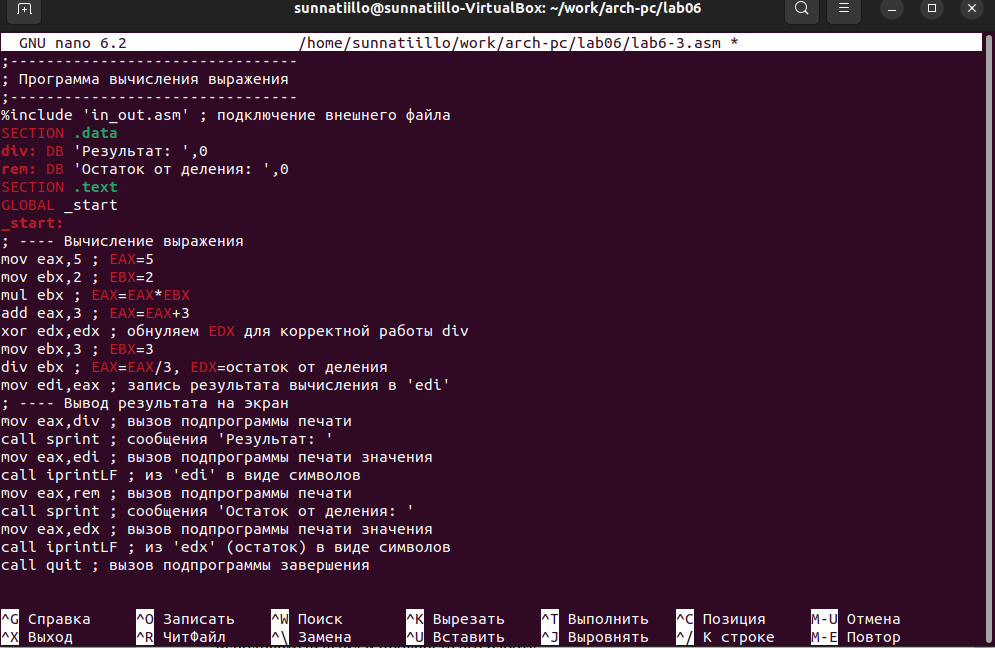 sunnatiillo@sunnatiillo-VirtualBox: ~/work/arch-pc/lab06
GNU nano 6.2 /home/sunnatiillo/work/arch-pc/lab06/lab6-3.asm *
;--------------------------------
; Программа вычисления выражения
;--------------------------------
%include 'in_out.asm' ; подключение внешнего файла
SECTION .data
div: DB 'Результат: ',0
rem: DB 'Остаток от деления: ',0
SECTION .text
GLOBAL _start
_start:
; ---- Вычисление выражения
mov eax,5 ; EAX=5
mov ebx,2 ; EBX=2
mul ebx ; EAX=EAX*EBX
add eax,3 ; EAX=EAX+3
xor edx,edx ; обнуляем EDX для корректной работы div
mov ebx,3 ; EBX=3
div ebx ; EAX=EAX/3, EDX=остаток от деления
mov edi,eax ; запись результата вычисления в 'edi'
; ---- Вывод результата на экран
mov eax,div ; вызов подпрограммы печати
call sprint ; сообщения 'Результат: '
mov eax,edi ; вызов подпрограммы печати значения
call iprintLF ; из 'edi' в виде символов
mov eax,rem ; вызов подпрограммы печати
call sprint ; сообщения 'Остаток от деления: '
mov eax,edx ; вызов подпрограммы печати значения
call iprintLF ; из 'edx' (остаток) в виде символов
call quit ; вызов подпрограммы завершения
^G Справка ^O Записать ^W Поиск ^K Вырезать ^T Выполнить ^C Позиция M-U Отмена
^X Выход ^R ЧитФайл ^\ Замена ^U Вставить ^J Выровнять ^/ К строке M-E Повтор